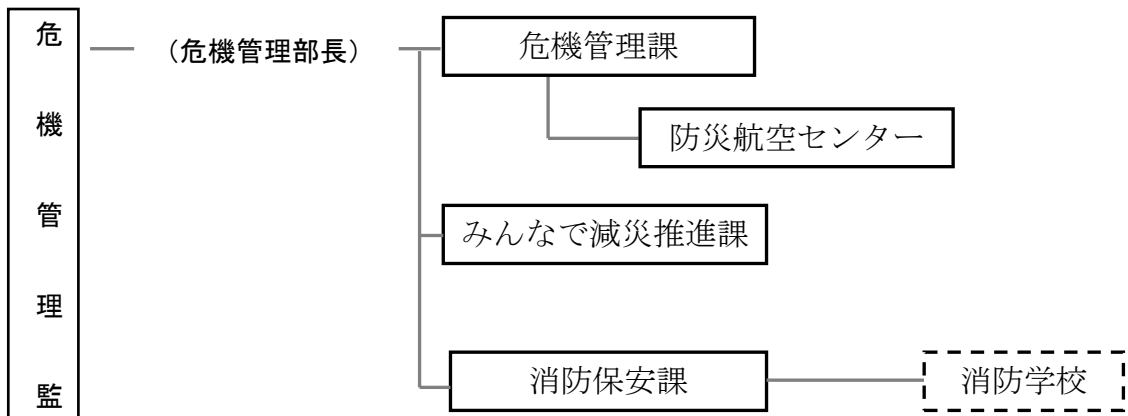 危機管理監
（危機管理部長）
危機管理課
防災航空センター
みんなで減災推進課
消防保安課
消防学校